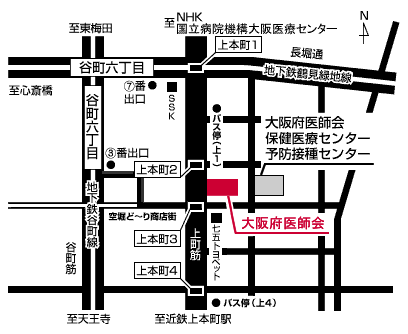 至東梅田
至
NHK
国立病院機構大阪医療センター
N
上本町1
長堀通
谷町六丁目
地下鉄鶴見緑地線
至心斎橋
⑦番
出口
SSK
バス停(上1)
谷町六丁目
大阪府医師会
保健医療センター
予防接種センター
③番出口
上本町2
地下鉄谷町線
空堀ど〜り商店街
大阪府医師会
上本町3
上町筋
七五トヨペット
谷町筋
上本町4
バス停(上4)
至天王寺
至近鉄上本町駅